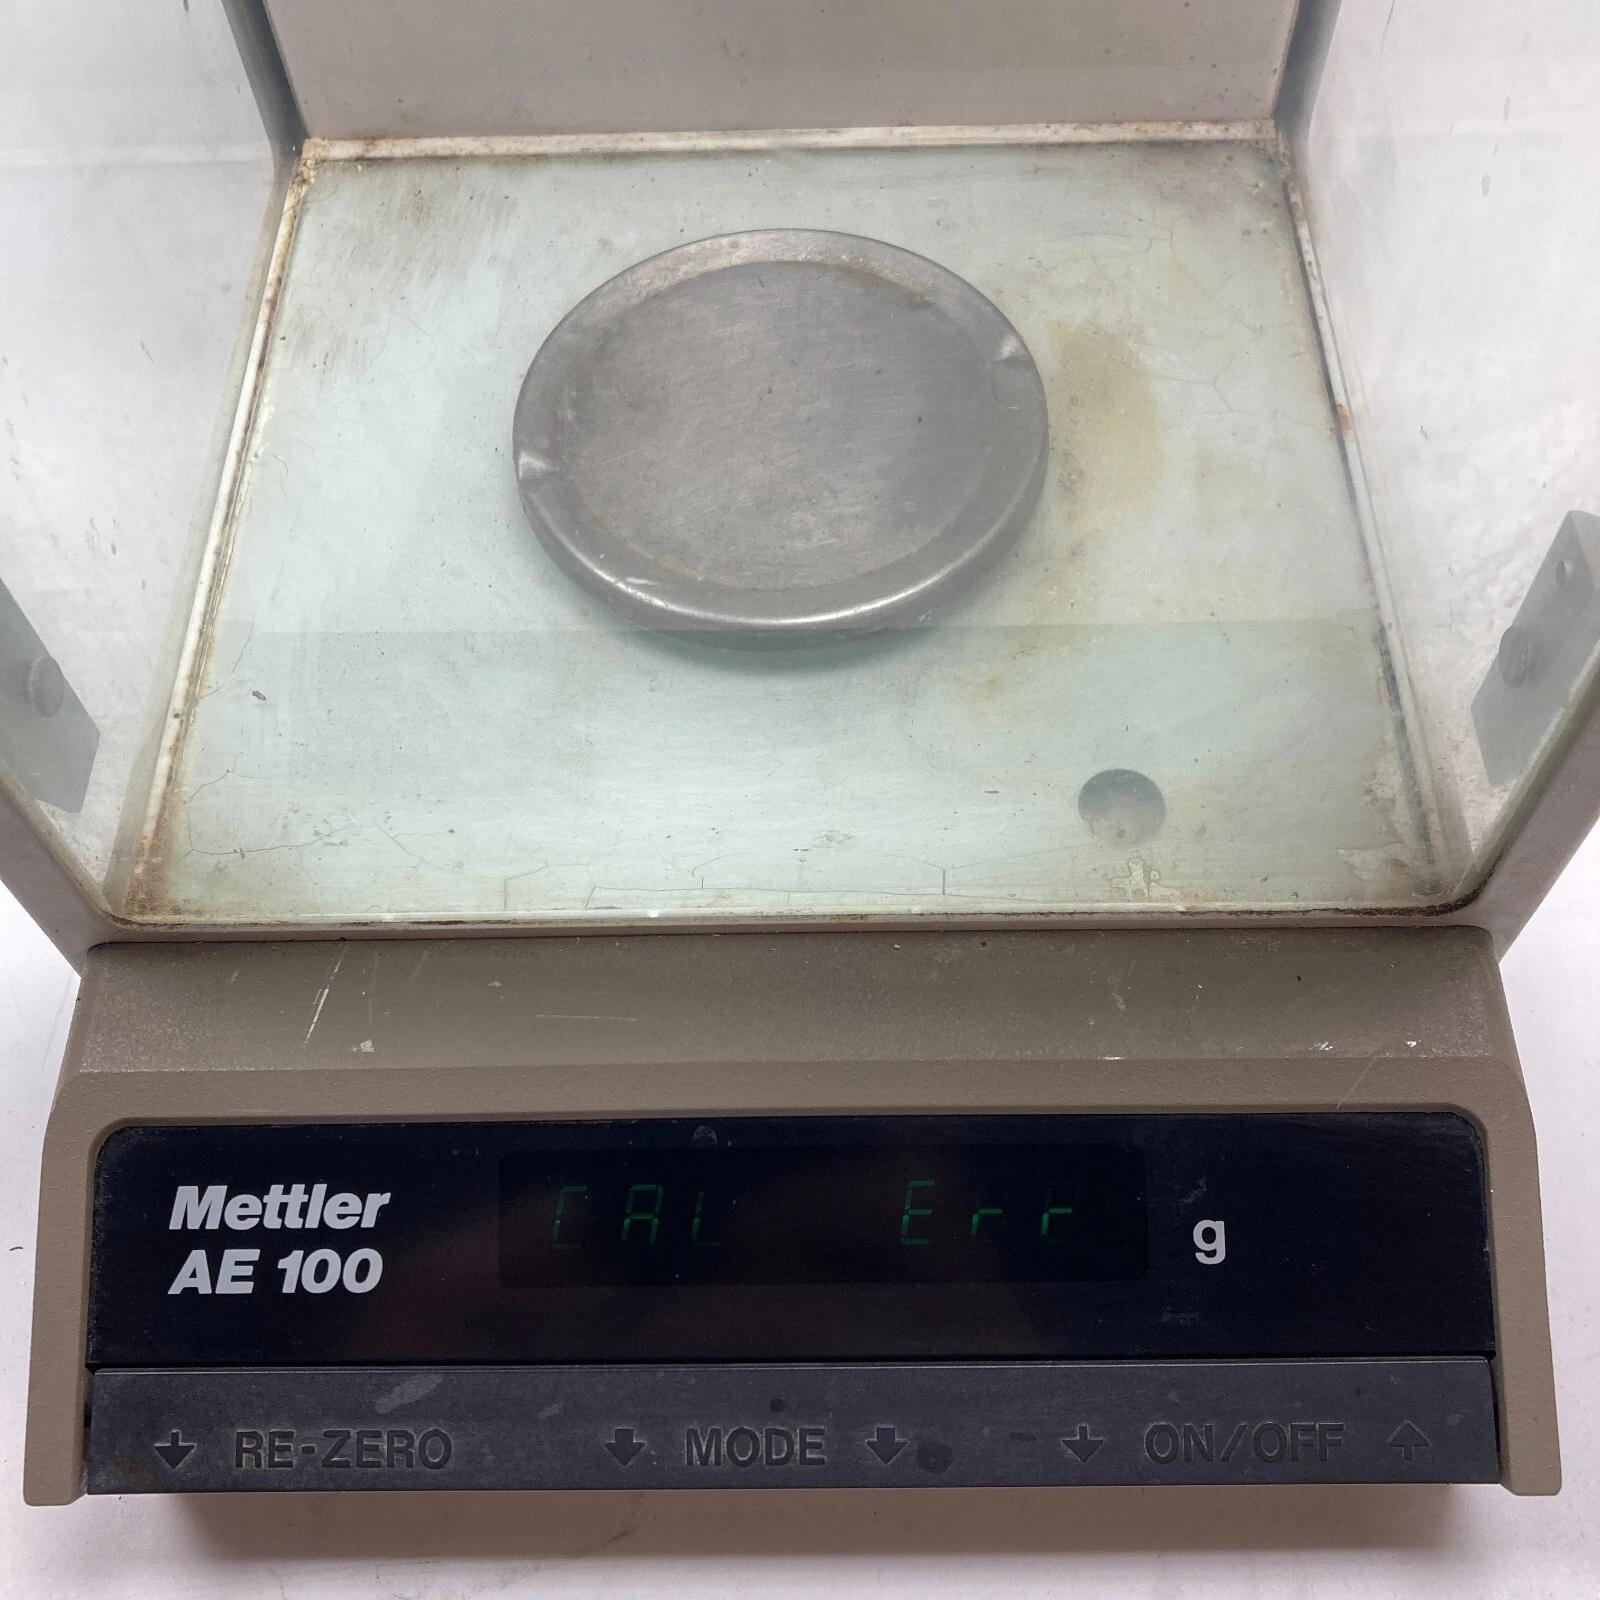 Mettler
AE 100
CAL Err
g
↓ RE-ZERO ↓ MODE ↓ ↓ ON/OFF ↑